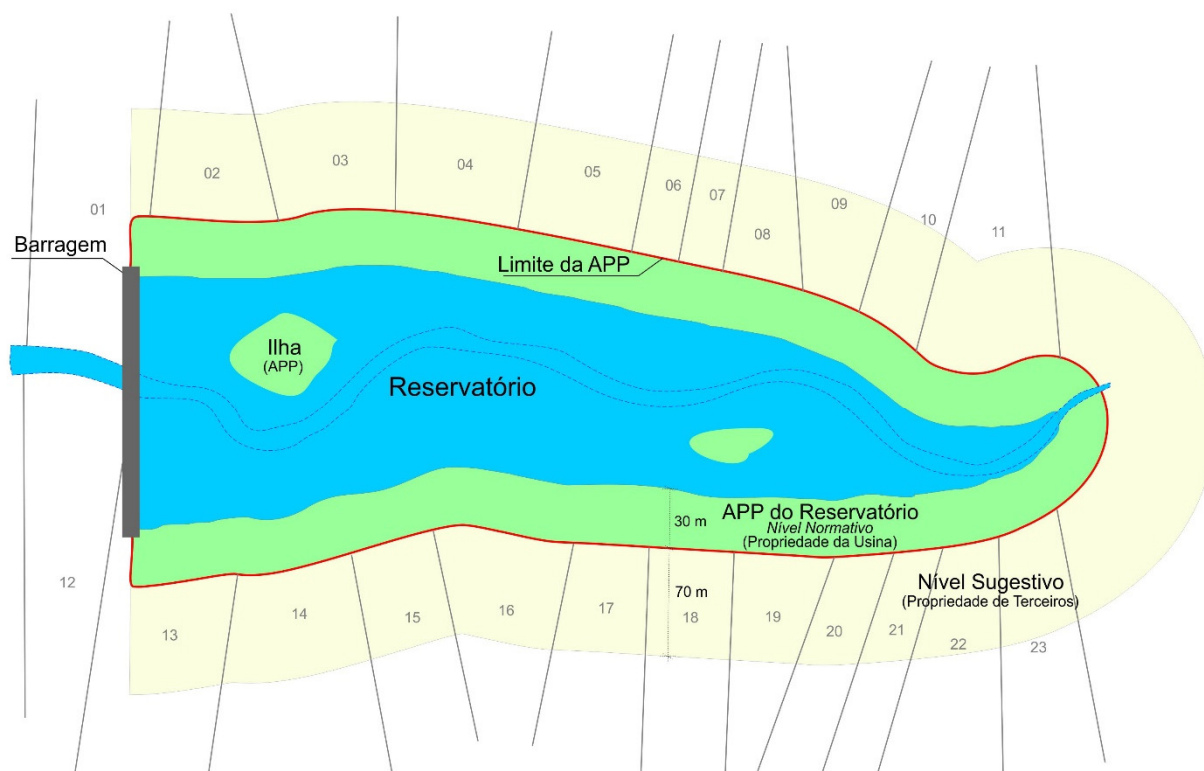 02
03
04
05
06
07
08
09
10
11
01
Barragem
Limite da APP
Ilha
(APP)
Reservatório
APP do Reservatório
Nível Normativo
(Propriedade da Usina)
30 m
70 m
Nível Sugestivo
(Propriedade de Terceiros)
12
13
14
15
16
17
18
19
20
21
22
23